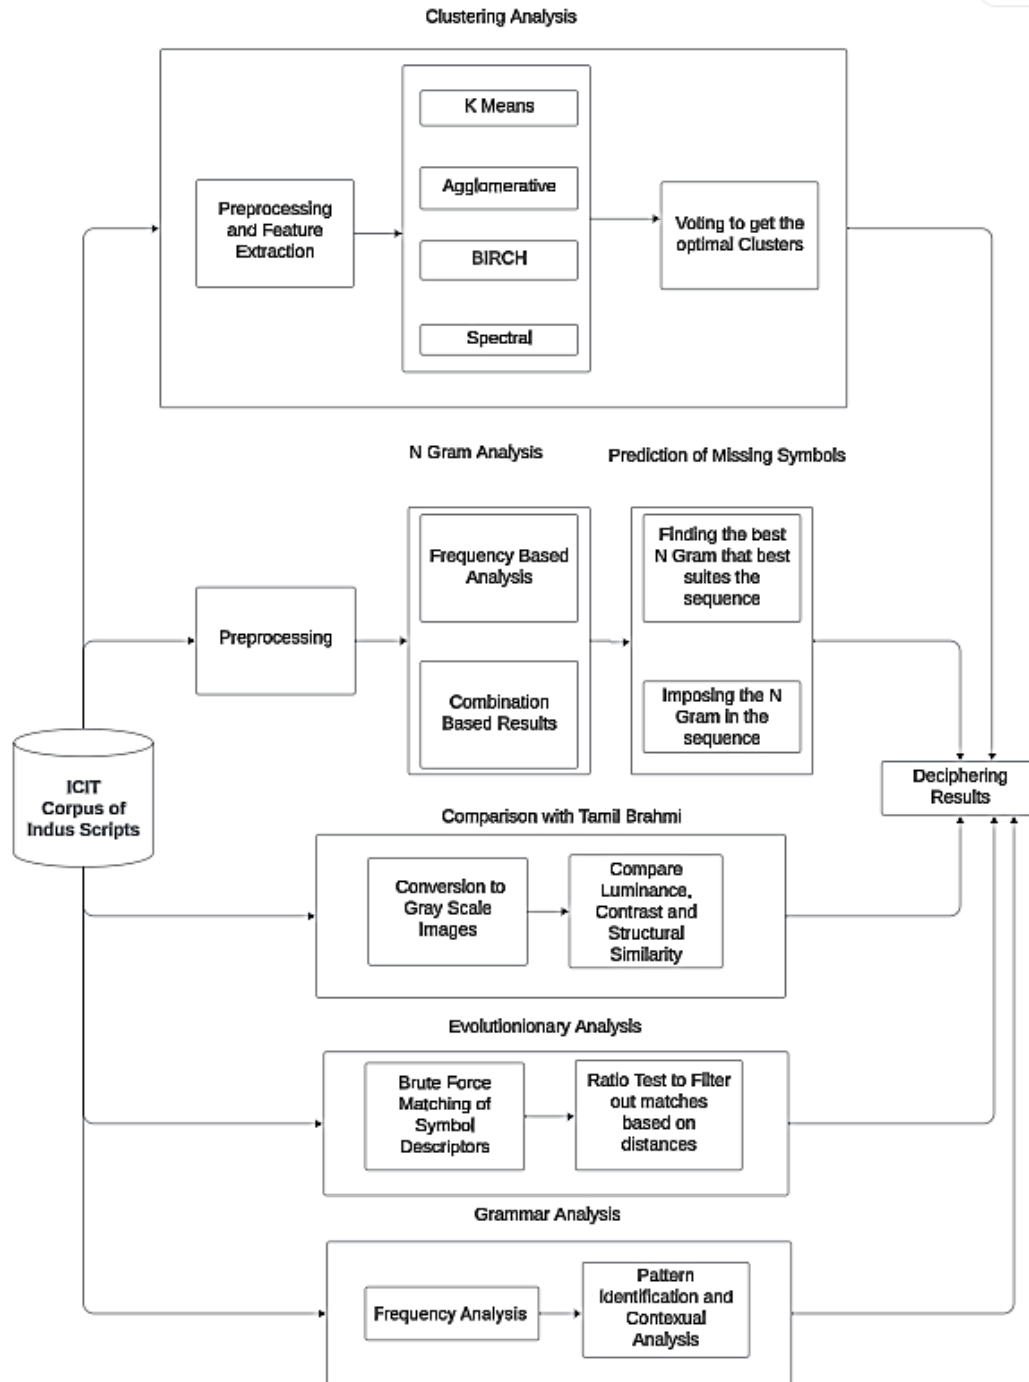 Clustering Analysis
K Means
Agglomerative
BIRCH
Spectral
Preprocessing
and Feature
Extraction
Voting to get the
optimal Clusters
N Gram Analysis
Prediction of Missing Symbols
Preprocessing
Frequency Based
Analysis
Combination
Based Results
Finding the best
N Gram that best
suites the
sequence
Imposing the N
Gram in the
sequence
ICIT
Corpus of
Indus Scripts
Deciphering
Results
Comparison with Tamil Brahmi
Conversion to
Gray Scale
Images
Compare
Luminance,
Contrast and
Structural
Similarity
Evolutionionary Analysis
Brute Force
Matching of
Symbol
Descriptors
Ratio Test to Filter
out matches
based on
distances
Grammar Analysis
Frequency Analysis
Pattern
Identification and
Contexual
Analysis